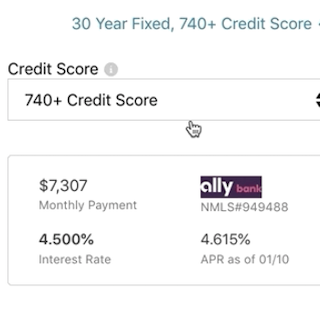 30 Year Fixed, 740+ Credit Score
Credit Score
740+ Credit Score
$7,307
Monthly Payment
ally bank
NMLS#949488
4.500%
Interest Rate
4.615%
APR as of 01/10